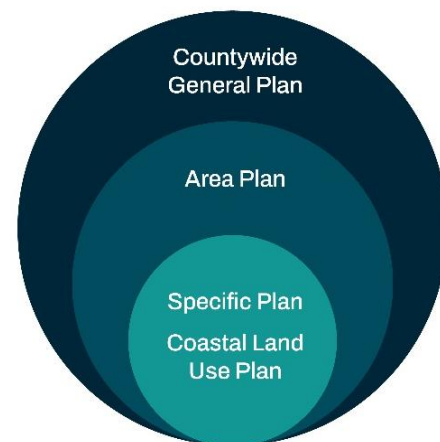 Countywide
General Plan
Area Plan
Specific Plan
Coastal Land
Use Plan